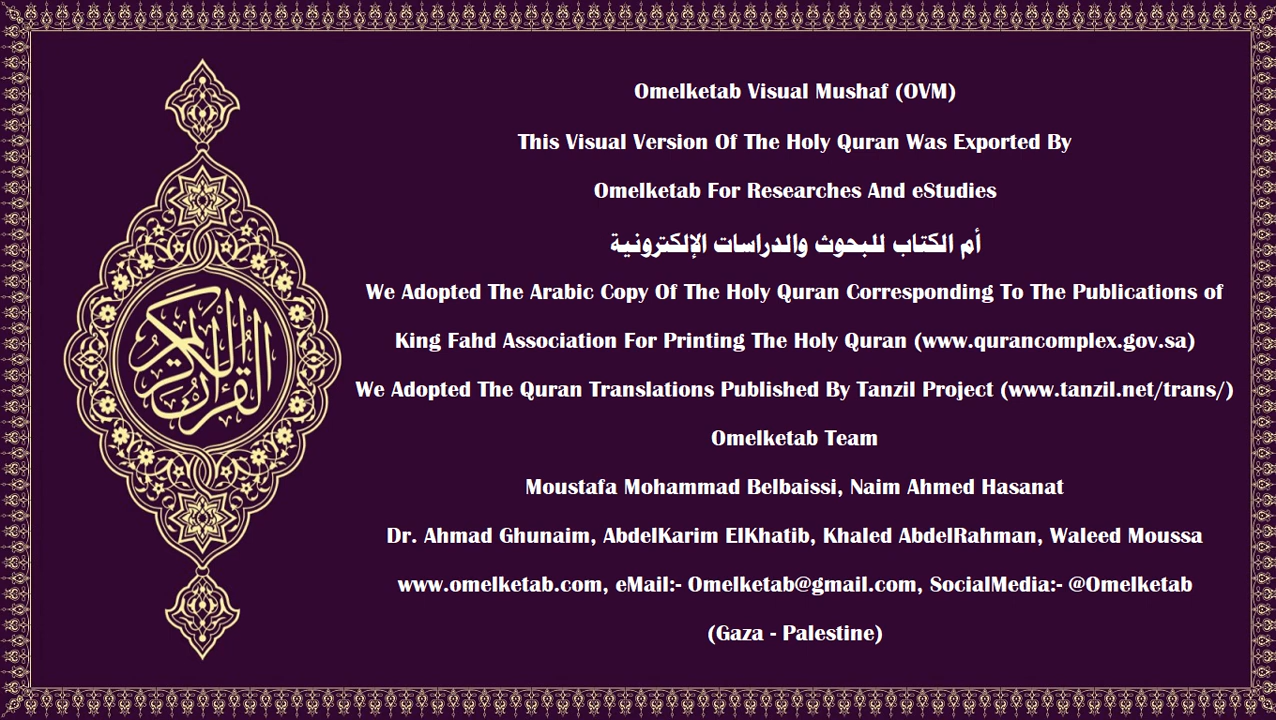 القرآن الكريم
Omelketab Visual Mushaf (OVM)
This Visual Version Of The Holy Quran Was Exported By
Omelketab For Researches And eStudies
أم الكتاب للبحوث والدراسات الإلكترونية
We Adopted The Arabic Copy Of The Holy Quran Corresponding To The Publications of
King Fahd Association For Printing The Holy Quran (www.qurancomplex.gov.sa)
We Adopted The Quran Translations Published By Tanzil Project (www.tanzil.net/trans/)
Omelketab Team
Moustafa Mohammad Belbaissi, Naim Ahmed Hasanat
Dr. Ahmad Ghunaim, AbdelKarim ElKhatib, Khaled AbdelRahman, Waleed Moussa
www.omelketab.com, eMail:- Omelketab@gmail.com, SocialMedia:- @Omelketab
(Gaza - Palestine)